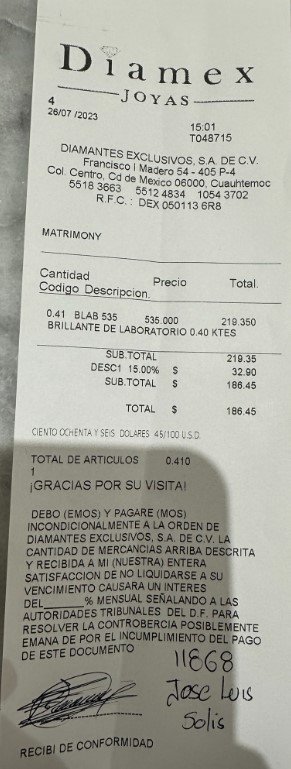 Diamex
JOYAS
4
26/07 /2023
15:01
T048715
DIAMANTES EXCLUSIVOS, S.A. DE C.V.
Francisco I Madero 54 - 405 P-4
Col. Centro, Cd de Mexico 06000, Cuauhtemoc
5518 3663 5512 4834 1054 3702
R.F.C. : DEX 050113 6R8
MATRIMONY
Cantidad Precio Total.
Codigo Descripcion.
0.41 BLAB 535 535.000 219.350
BRILLANTE DE LABORATORIO 0.40 KTES
SUB.TOTAL 219.35
DESC1 15.00% $ 32.90
SUB.TOTAL $ 186.45
TOTAL $ 186.45
CIENTO OCHENTA Y SEIS DOLARES 45/100 U.S.D.
TOTAL DE ARTICULOS 0.410
1
¡GRACIAS POR SU VISITA!
DEBO (EMOS) Y PAGARE (MOS)
INCONDICIONALMENTE A LA ORDEN DE
DIAMANTES EXCLUSIVOS, S.A. DE C.V. LA
CANTIDAD DE MERCANCIAS ARRIBA DESCRITA
Y RECIBIDA A MI (NUESTRA) ENTERA
SATISFACCION DE NO LIQUIDARSE A SU
VENCIMIENTO CAUSARA UN INTERES
DEL______% MENSUAL SEÑALANDO A LAS
AUTORIDADES TRIBUNALES DEL D.F. PARA
RESOLVER LA CONTROBERCIA POSIBLEMENTE
EMANA DE POR EL INCUMPLIMIENTO DEL PAGO
DE ESTE DOCUMENTO
11868
Jose Luis
Solis
RECIBI DE CONFORMIDAD